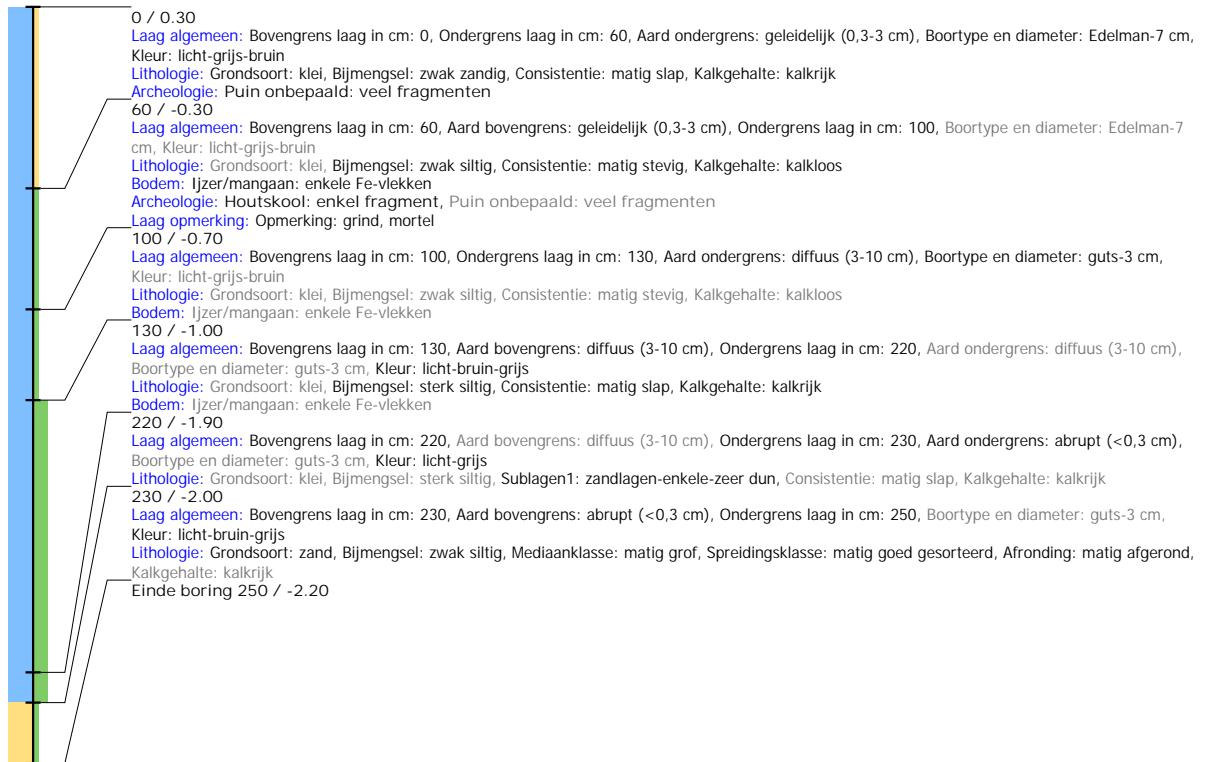 0 / 0.30
Laag algemeen: Bovengrens laag in cm: 0, Ondergrens laag in cm: 60, Aard ondergrens: geleidelijk (0,3-3 cm), Boortype en diameter: Edelman-7 cm,
Kleur: licht-grijs-bruin
Lithologie: Grondsoort: klei, Bijmengsel: zwak zandig, Consistentie: matig slap, Kalkgehalte: kalkrijk
Archeologie: Puin onbepaald: veel fragmenten
60 / -0.30
Laag algemeen: Bovengrens laag in cm: 60, Aard bovengrens: geleidelijk (0,3-3 cm), Ondergrens laag in cm: 100, Boortype en diameter: Edelman-7
cm, Kleur: licht-grijs-bruin
Lithologie: Grondsoort: klei, Bijmengsel: zwak siltig, Consistentie: matig stevig, Kalkgehalte: kalkloos
Bodem: Ijzer/mangaan: enkele Fe-vlekken
Archeologie: Houtskool: enkel fragment, Puin onbepaald: veel fragmenten
Laag opmerking: Opmerking: grind, mortel
100 / -0.70
Laag algemeen: Bovengrens laag in cm: 100, Ondergrens laag in cm: 130, Aard ondergrens: diffuus (3-10 cm), Boortype en diameter: guts-3 cm,
Kleur: licht-grijs-bruin
Lithologie: Grondsoort: klei, Bijmengsel: zwak siltig, Consistentie: matig stevig, Kalkgehalte: kalkloos
Bodem: Ijzer/mangaan: enkele Fe-vlekken
130 / -1.00
Laag algemeen: Bovengrens laag in cm: 130, Aard bovengrens: diffuus (3-10 cm), Ondergrens laag in cm: 220, Aard ondergrens: diffuus (3-10 cm),
Boortype en diameter: guts-3 cm, Kleur: licht-bruin-grijs
Lithologie: Grondsoort: klei, Bijmengsel: sterk siltig, Consistentie: matig slap, Kalkgehalte: kalkrijk
Bodem: Ijzer/mangaan: enkele Fe-vlekken
220 / -1.90
Laag algemeen: Bovengrens laag in cm: 220, Aard bovengrens: diffuus (3-10 cm), Ondergrens laag in cm: 230, Aard ondergrens: abrupt (<0,3 cm),
Boortype en diameter: guts-3 cm, Kleur: licht-grijs
Lithologie: Grondsoort: klei, Bijmengsel: sterk siltig, Sublagen1: zandlagen-enkele-zeer dun, Consistentie: matig slap, Kalkgehalte: kalkrijk
230 / -2.00
Laag algemeen: Bovengrens laag in cm: 230, Aard bovengrens: abrupt (<0,3 cm), Ondergrens laag in cm: 250, Boortype en diameter: guts-3 cm,
Kleur: licht-bruin-grijs
Lithologie: Grondsoort: zand, Bijmengsel: zwak siltig, Mediaanklasse: matig grof, Spreidingsklasse: matig goed gesorteerd, Afronding: matig afgerond,
Kalkgehalte: kalkrijk
Einde boring 250 / -2.20